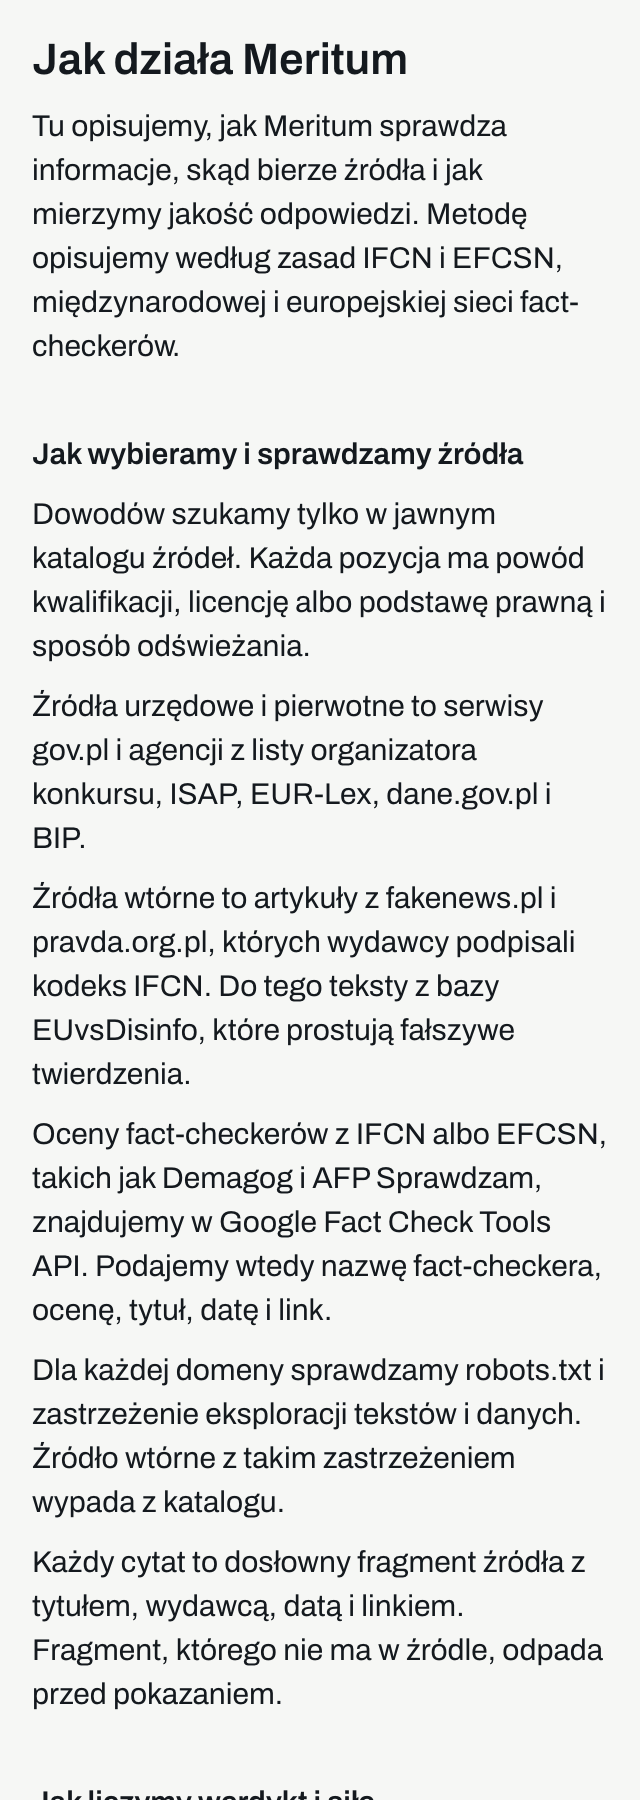 Jak działa Meritum
Tu opisujemy, jak Meritum sprawdza
informacje, skąd bierze źródła i jak
mierzymy jakość odpowiedzi. Metodę
opisujemy według zasad IFCN i EFCSN,
międzynarodowej i europejskiej sieci fact-
checkerów.
Jak wybieramy i sprawdzamy źródła
Dowodów szukamy tylko w jawnym
katalogu źródeł. Każda pozycja ma powód
kwalifikacji, licencję albo podstawę prawną i
sposób odświeżania.
Źródła urzędowe i pierwotne to serwisy
gov.pl i agencji z listy organizatora
konkursu, ISAP, EUR-Lex, dane.gov.pl i
BIP.
Źródła wtórne to artykuły z fakenews.pl i
pravda.org.pl, których wydawcy podpisali
kodeks IFCN. Do tego teksty z bazy
EUvsDisinfo, które prostują fałszywe
twierdzenia.
Oceny fact-checkerów z IFCN albo EFCSN,
takich jak Demagog i AFP Sprawdzam,
znajdujemy w Google Fact Check Tools
API. Podajemy wtedy nazwę fact-checkera,
ocenę, tytuł, datę i link.
Dla każdej domeny sprawdzamy robots.txt i
zastrzeżenie eksploracji tekstów i danych.
Źródło wtórne z takim zastrzeżeniem
wypada z katalogu.
Każdy cytat to dosłowny fragment źródła z
tytułem, wydawcą, datą i linkiem.
Fragment, którego nie ma w źródle, odpada
przed pokazaniem.
Jak liczymy werdykt i siłę